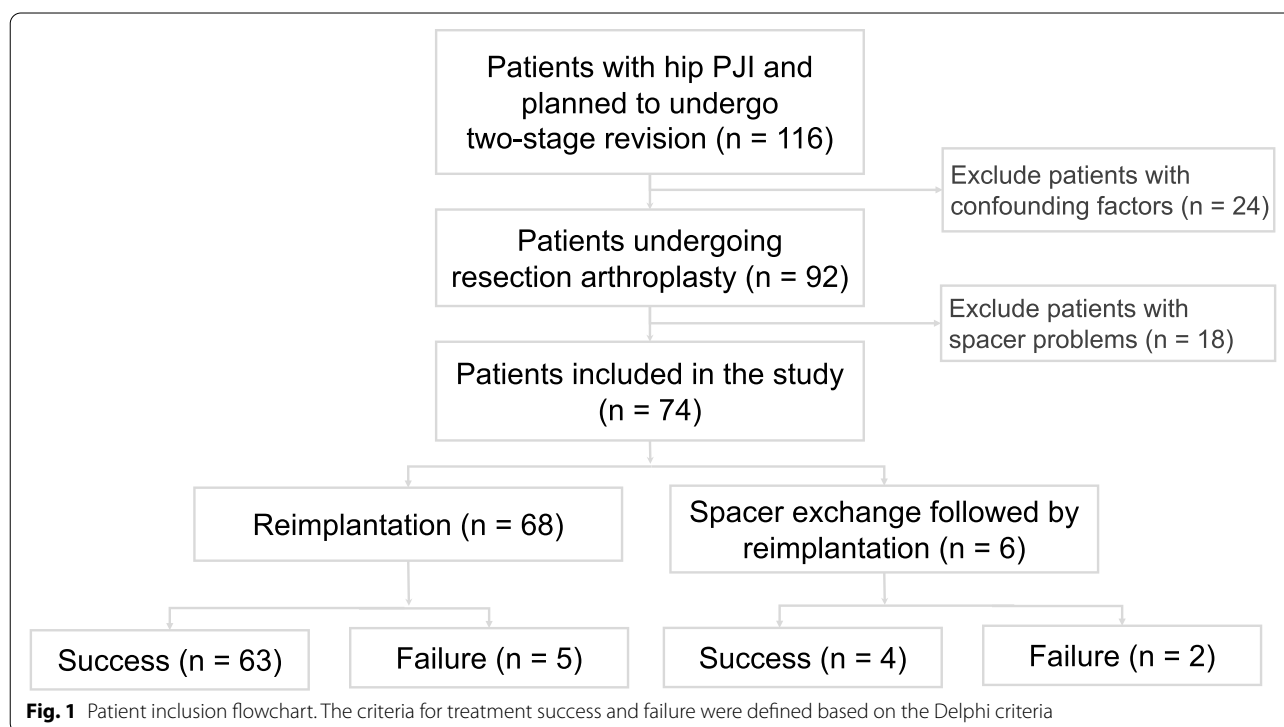 Patients with hip PJI and
planned to undergo
two-stage revision (n = 116)
Exclude patients with
confounding factors (n = 24)
Patients undergoing
resection arthroplasty (n = 92)
Exclude patients with
spacer problems (n = 18)
Patients included in the study
(n = 74)
Reimplantation (n = 68)
Spacer exchange followed by
reimplantation (n = 6)
Success (n = 63)
Failure (n = 5)
Success (n = 4)
Failure (n = 2)
Fig. 1 Patient inclusion flowchart. The criteria for treatment success and failure were defined based on the Delphi criteria